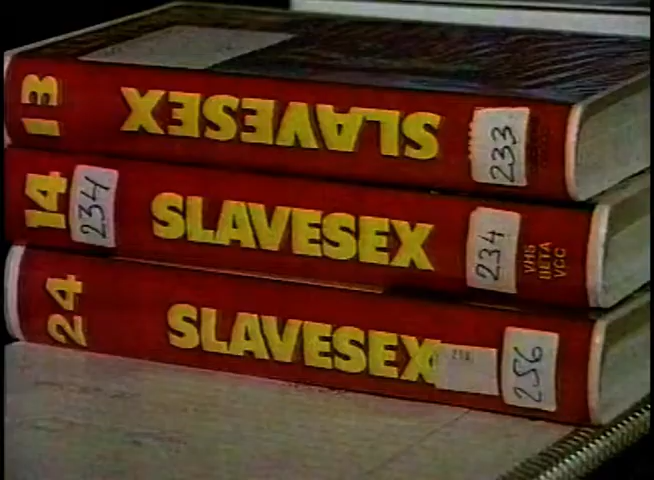 13 SLAVESEX 233
14 234 SLAVESEX 234 VHS
BETA
VCC
24 SLAVESEX 256